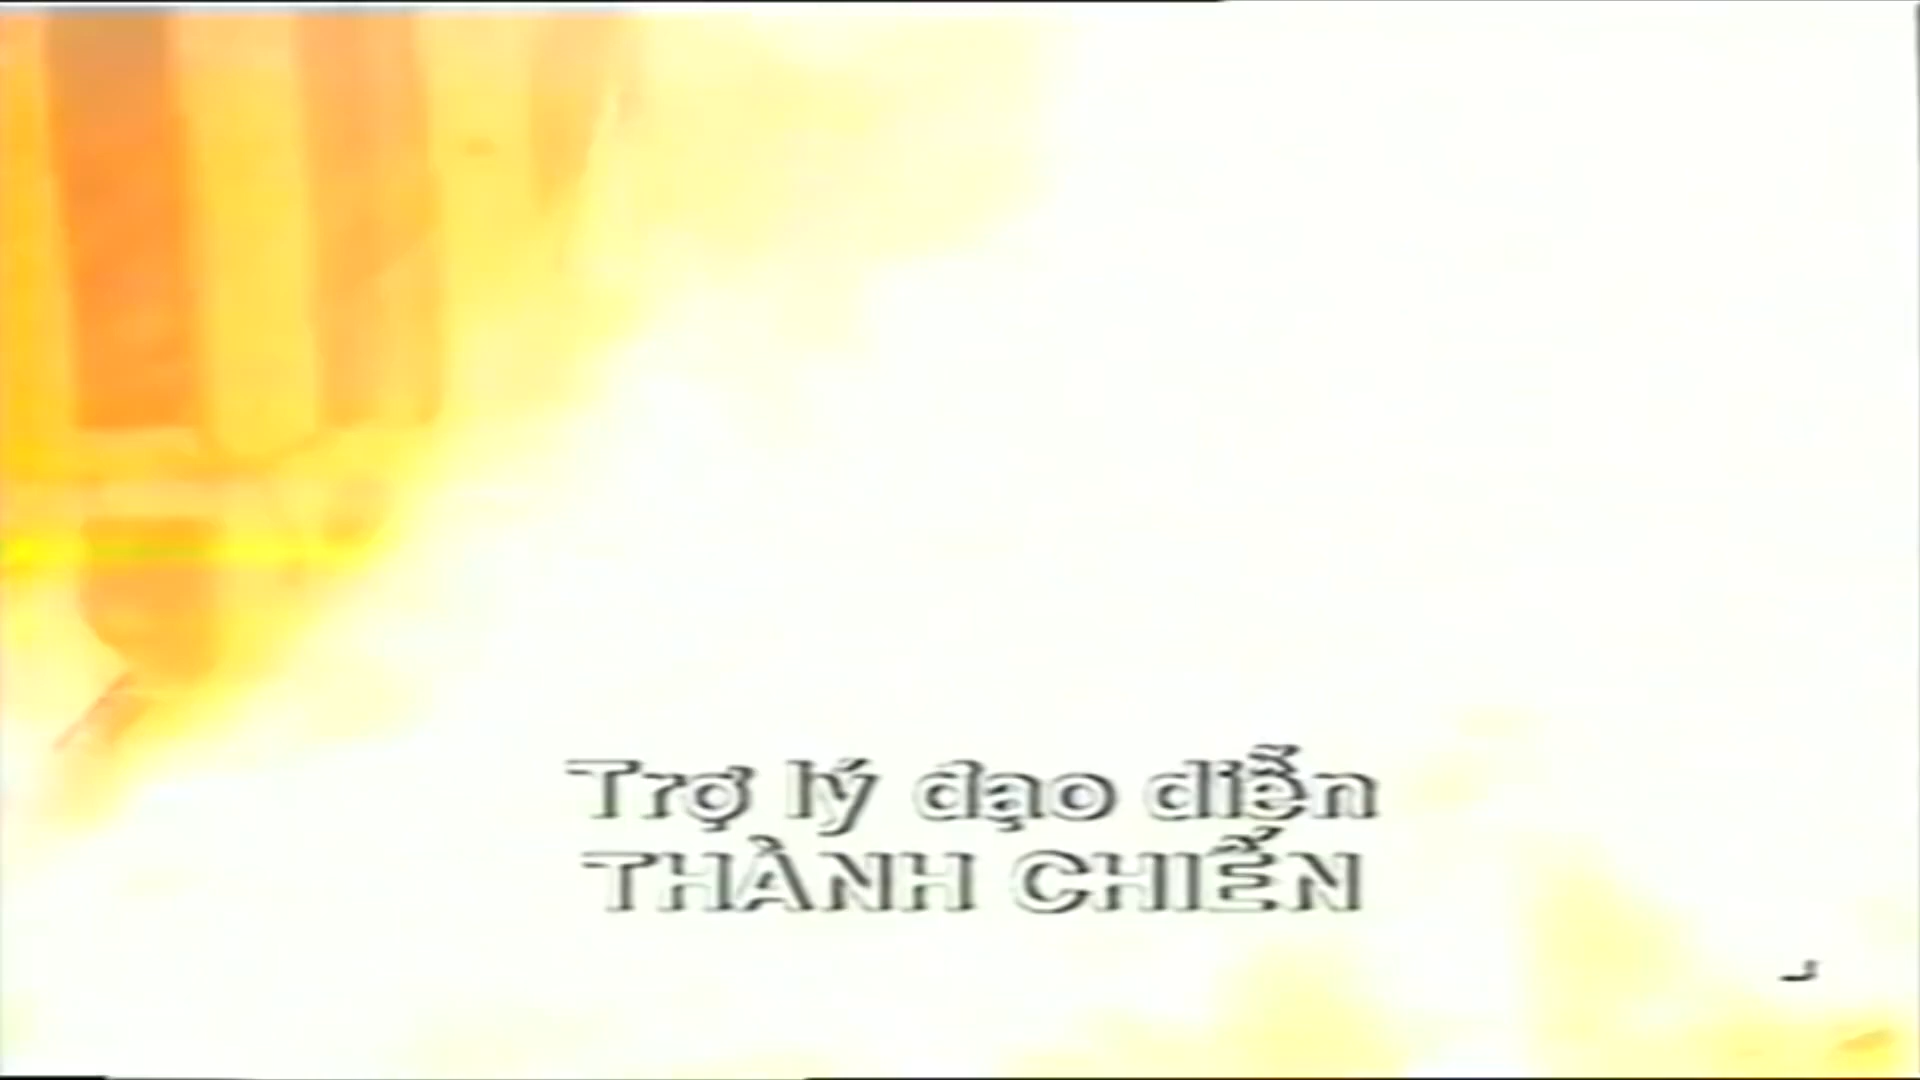 Trợ lý đạo diễn
THÀNH CHIẾN